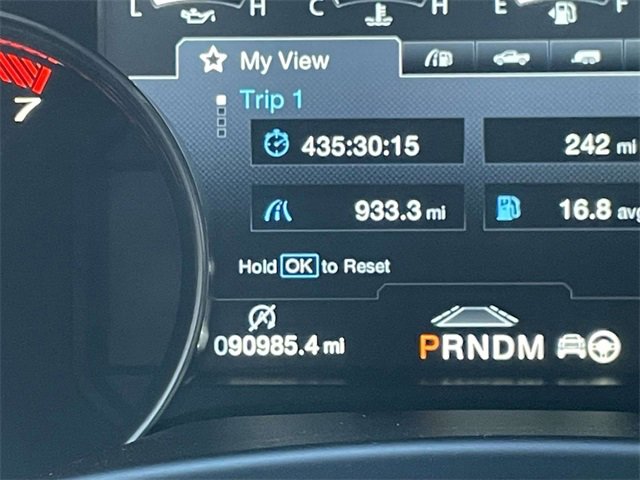 L H C H E F
My View
Trip 1
435:30:15 242 mi
933.3 mi 16.8 avg
Hold OK to Reset
090985.4 mi PRNDM
7